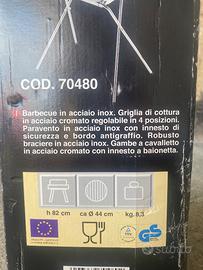 COD. 70480
Barbecue in acciaio inox. Griglia di cottura
in acciaio cromato regolabile in 4 posizioni.
Paravento in acciaio inox con innesto di
sicurezza e bordo antigraffio. Robusto
braciere in acciaio inox. Gambe a cavalletto
in acciaio cromato con innesto a baionetta.
h 82 cm
ca Ø 44 cm
kg. 8,3
GS
subito